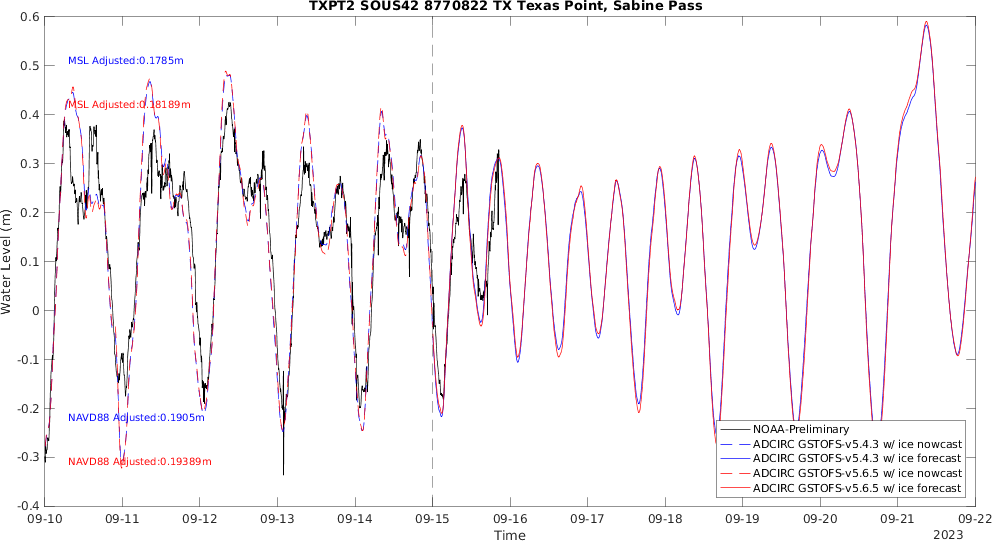 TXPT2 SOUS42 8770822 TX Texas Point, Sabine Pass
0.6
0.5
0.4
0.3
0.2
0.1
0
-0.1
-0.2
-0.3
-0.4
Water Level (m)
MSL Adjusted:0.1785m
MSL Adjusted:0.18189m
NAVD88 Adjusted:0.1905m
NAVD88 Adjusted:0.19389m
NOAA-Preliminary
ADCIRC GSTOFS-v5.4.3 w/ ice nowcast
ADCIRC GSTOFS-v5.4.3 w/ ice forecast
ADCIRC GSTOFS-v5.6.5 w/ ice nowcast
ADCIRC GSTOFS-v5.6.5 w/ ice forecast
09-10 09-11 09-12 09-13 09-14 09-15 09-16 09-17 09-18 09-19 09-20 09-21 09-22
Time
2023